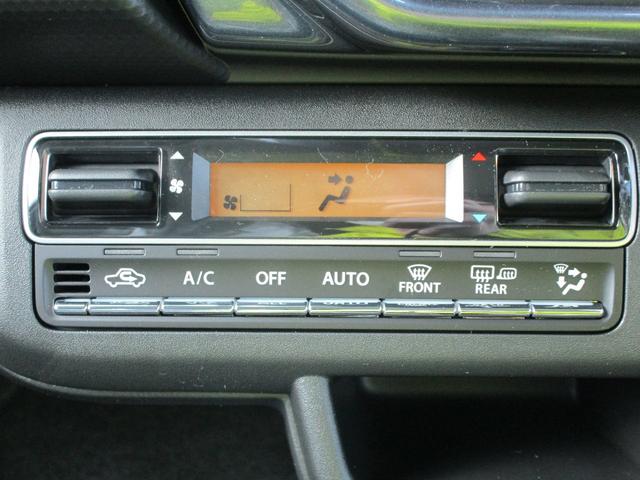 A/C OFF AUTO FRONT REAR